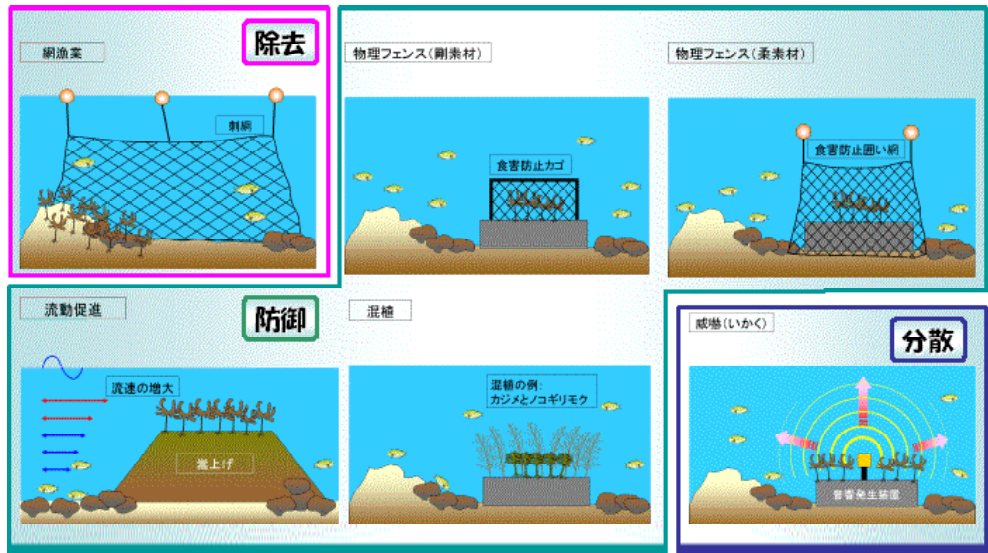 網漁業
除去
刺網
物理フェンス(剛素材)
食害防止カゴ
物理フェンス(柔素材)
食害防止囲い網
流動促進
防御
流速の増大
嵩上げ
混植
混植の例:
カジメとノコギリモク
威嚇(いかく)
分散
音響発生装置